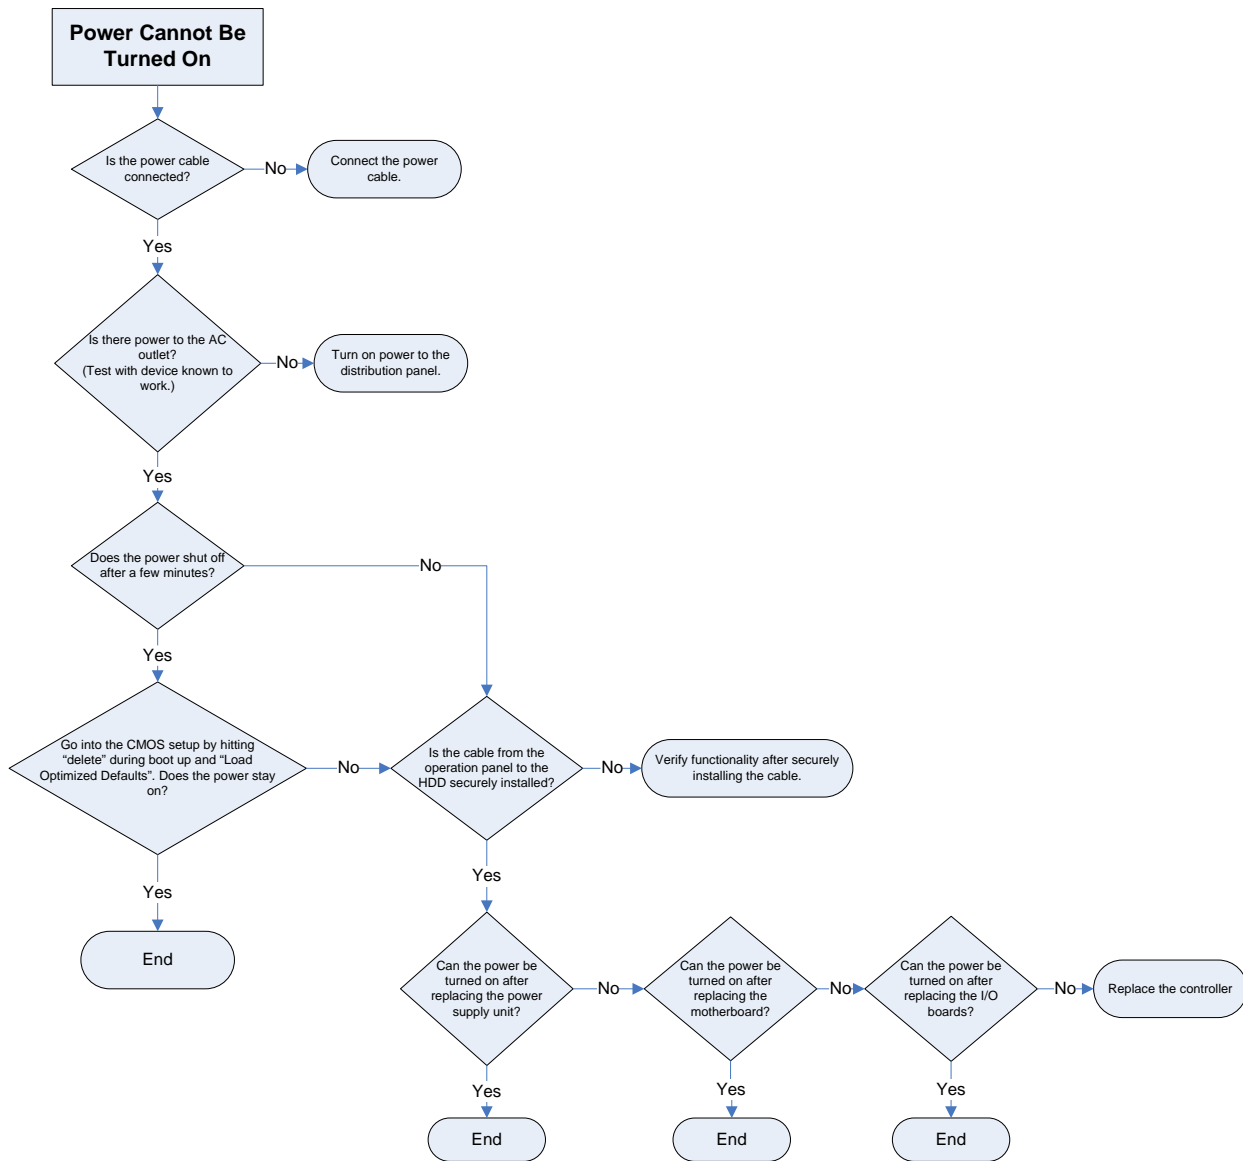 Power Cannot Be
Turned On
Is the power cable
connected?
No
Connect the power
cable.
Yes
Is there power to the AC
outlet?
(Test with device known to
work.)
No
Turn on power to the
distribution panel.
Yes
Does the power shut off
after a few minutes?
No
Yes
Go into the CMOS setup by hitting
“delete” during boot up and “Load
Optimized Defaults”. Does the power stay
on?
No
Is the cable from the
operation panel to the
HDD securely installed?
No
Verify functionality after securely
installing the cable.
Yes
End
Yes
Can the power be
turned on after
replacing the power
supply unit?
No
Can the power be
turned on after
replacing the
motherboard?
No
Can the power be
turned on after
replacing the I/O
boards?
No
Replace the controller
Yes
End
Yes
End
Yes
End